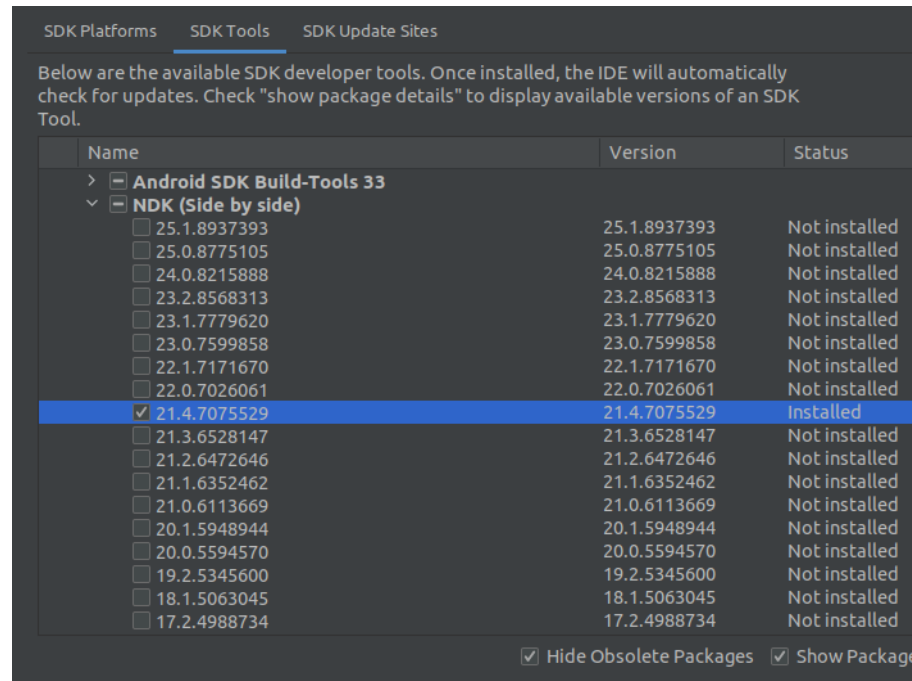 SDK Platforms SDK Tools SDK Update Sites
Below are the available SDK developer tools. Once installed, the IDE will automatically
check for updates. Check "show package details" to display available versions of an SDK
Tool.
Name Version Status
Android SDK Build-Tools 33
NDK (Side by side)
25.1.8937393 25.1.8937393 Not installed
25.0.8775105 25.0.8775105 Not installed
24.0.8215888 24.0.8215888 Not installed
23.2.8568313 23.2.8568313 Not installed
23.1.7779620 23.1.7779620 Not installed
23.0.7599858 23.0.7599858 Not installed
22.1.7171670 22.1.7171670 Not installed
22.0.7026061 22.0.7026061 Not installed
21.4.7075529 21.4.7075529 Installed
21.3.6528147 21.3.6528147 Not installed
21.2.6472646 21.2.6472646 Not installed
21.1.6352462 21.1.6352462 Not installed
21.0.6113669 21.0.6113669 Not installed
20.1.5948944 20.1.5948944 Not installed
20.0.5594570 20.0.5594570 Not installed
19.2.5345600 19.2.5345600 Not installed
18.1.5063045 18.1.5063045 Not installed
17.2.4988734 17.2.4988734 Not installed
Hide Obsolete Packages Show Package